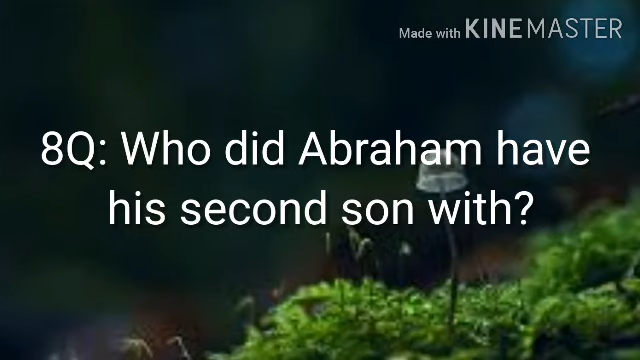 Made with KINEMASTER
8Q: Who did Abraham have
his second son with?